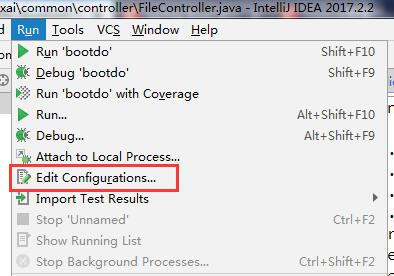 xai\common\controller\FileController.java - IntelliJ IDEA 2017.2.2
Run Tools VCS Window Help
Run 'bootdo' Shift+F10
Debug 'bootdo' Shift+F9
Run 'bootdo' with Coverage
Run... Alt+Shift+F10
Debug... Alt+Shift+F9
Attach to Local Process...
Edit Configurations...
Import Test Results
Stop 'Unnamed' Ctrl+F2
Show Running List
Stop Background Processes... Ctrl+Shift+F2